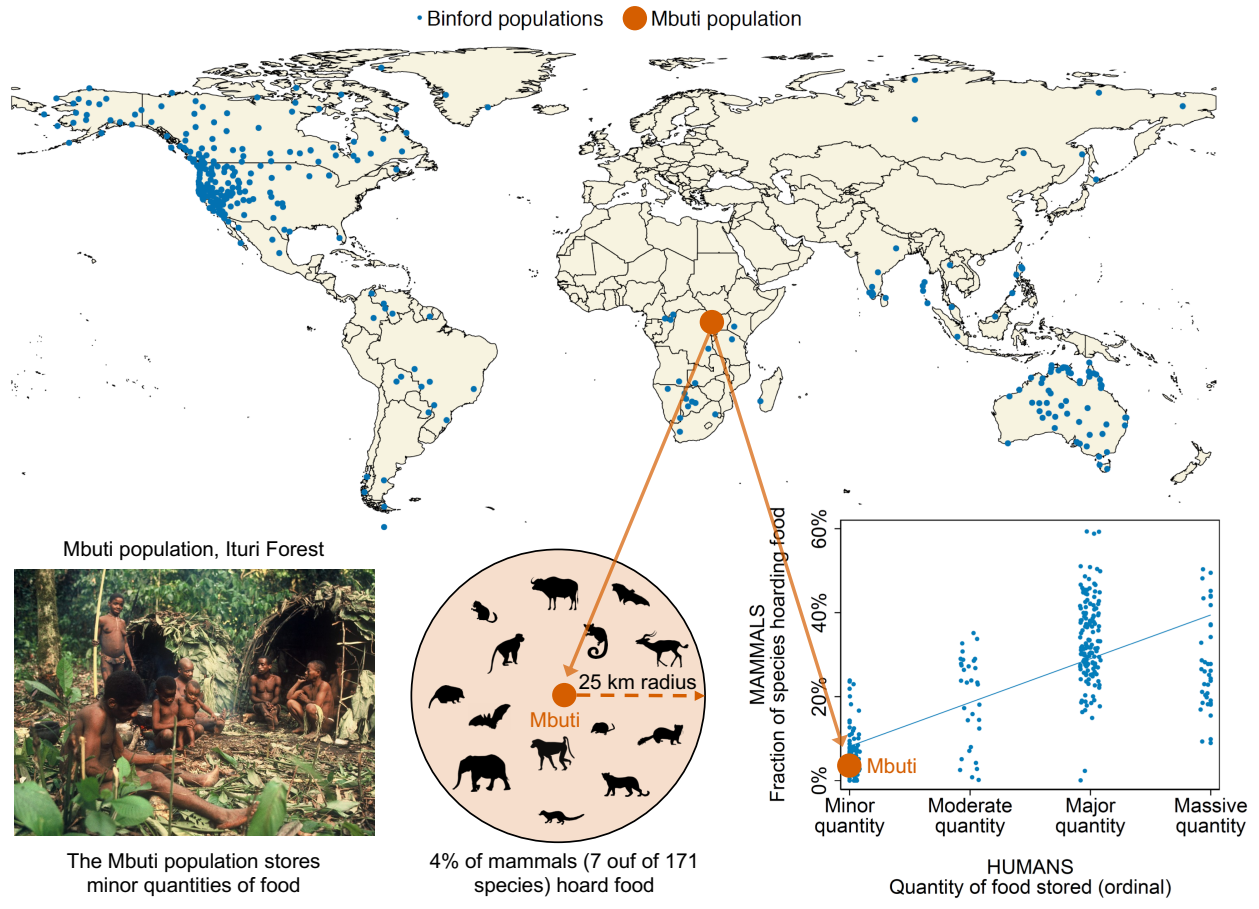 Binford populations Mbuti population
Mbuti population, Ituri Forest
The Mbuti population stores
minor quantities of food
25 km radius
Mbuti
4% of mammals (7 out of 171
species) hoard food
MAMMALS
Fraction of species hoarding food
60%
40%
20%
0%
Mbuti
Minor
quantity
Moderate
quantity
Major
quantity
Massive
quantity
HUMANS
Quantity of food stored (ordinal)